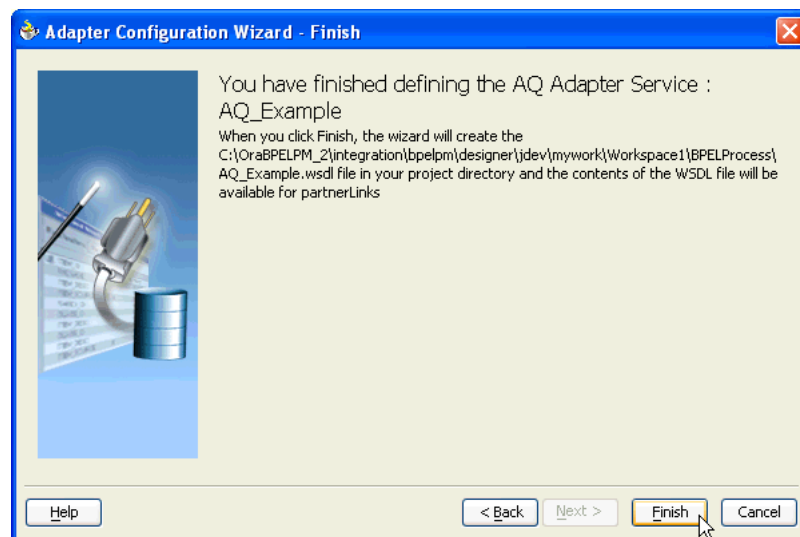 Adapter Configuration Wizard - Finish
You have finished defining the AQ Adapter Service :
AQ_Example
When you click Finish, the wizard will create the
C:\OraBPELPM_2\integration\bpelpm\designer\jdev\mywork\Workspace1\BPELProcess\
AQ_Example.wsdl file in your project directory and the contents of the WSDL file will be
available for partnerLinks
Help
< Back
Next >
Finish
Cancel